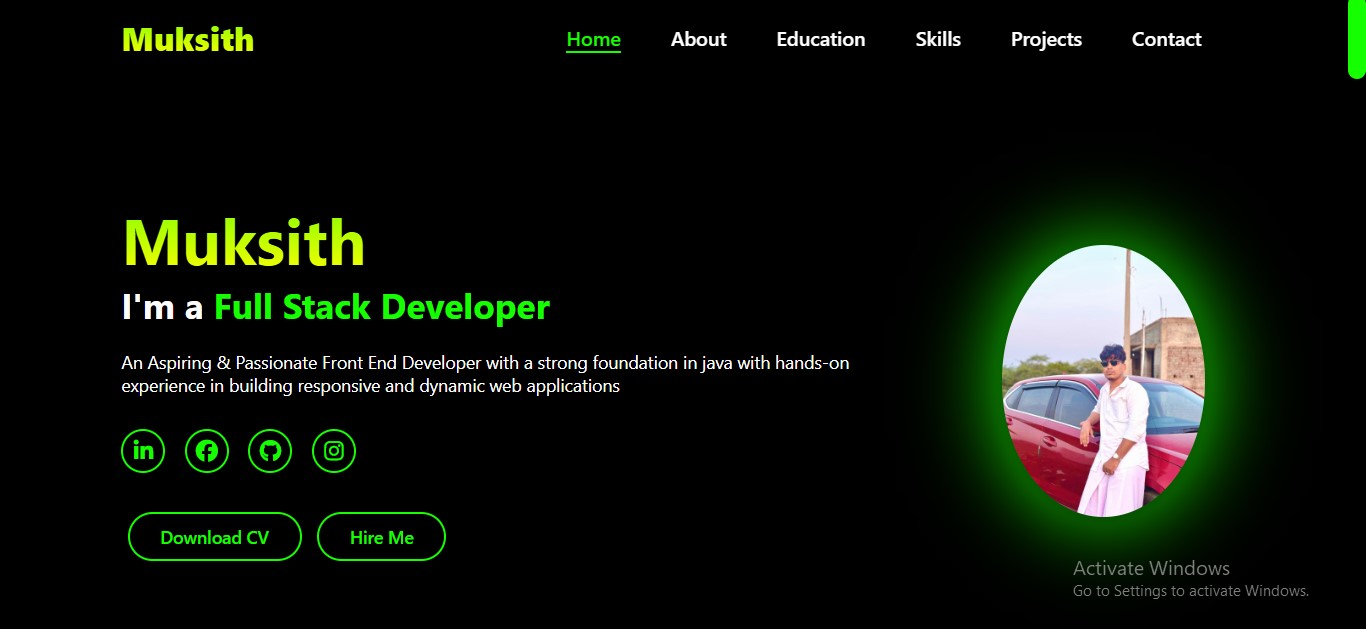 Muksith
Home About Education Skills Projects Contact
Muksith
I'm a Full Stack Developer
An Aspiring & Passionate Front End Developer with a strong foundation in java with hands-on
experience in building responsive and dynamic web applications
in
Download CV Hire Me
Activate Windows
Go to Settings to activate Windows.